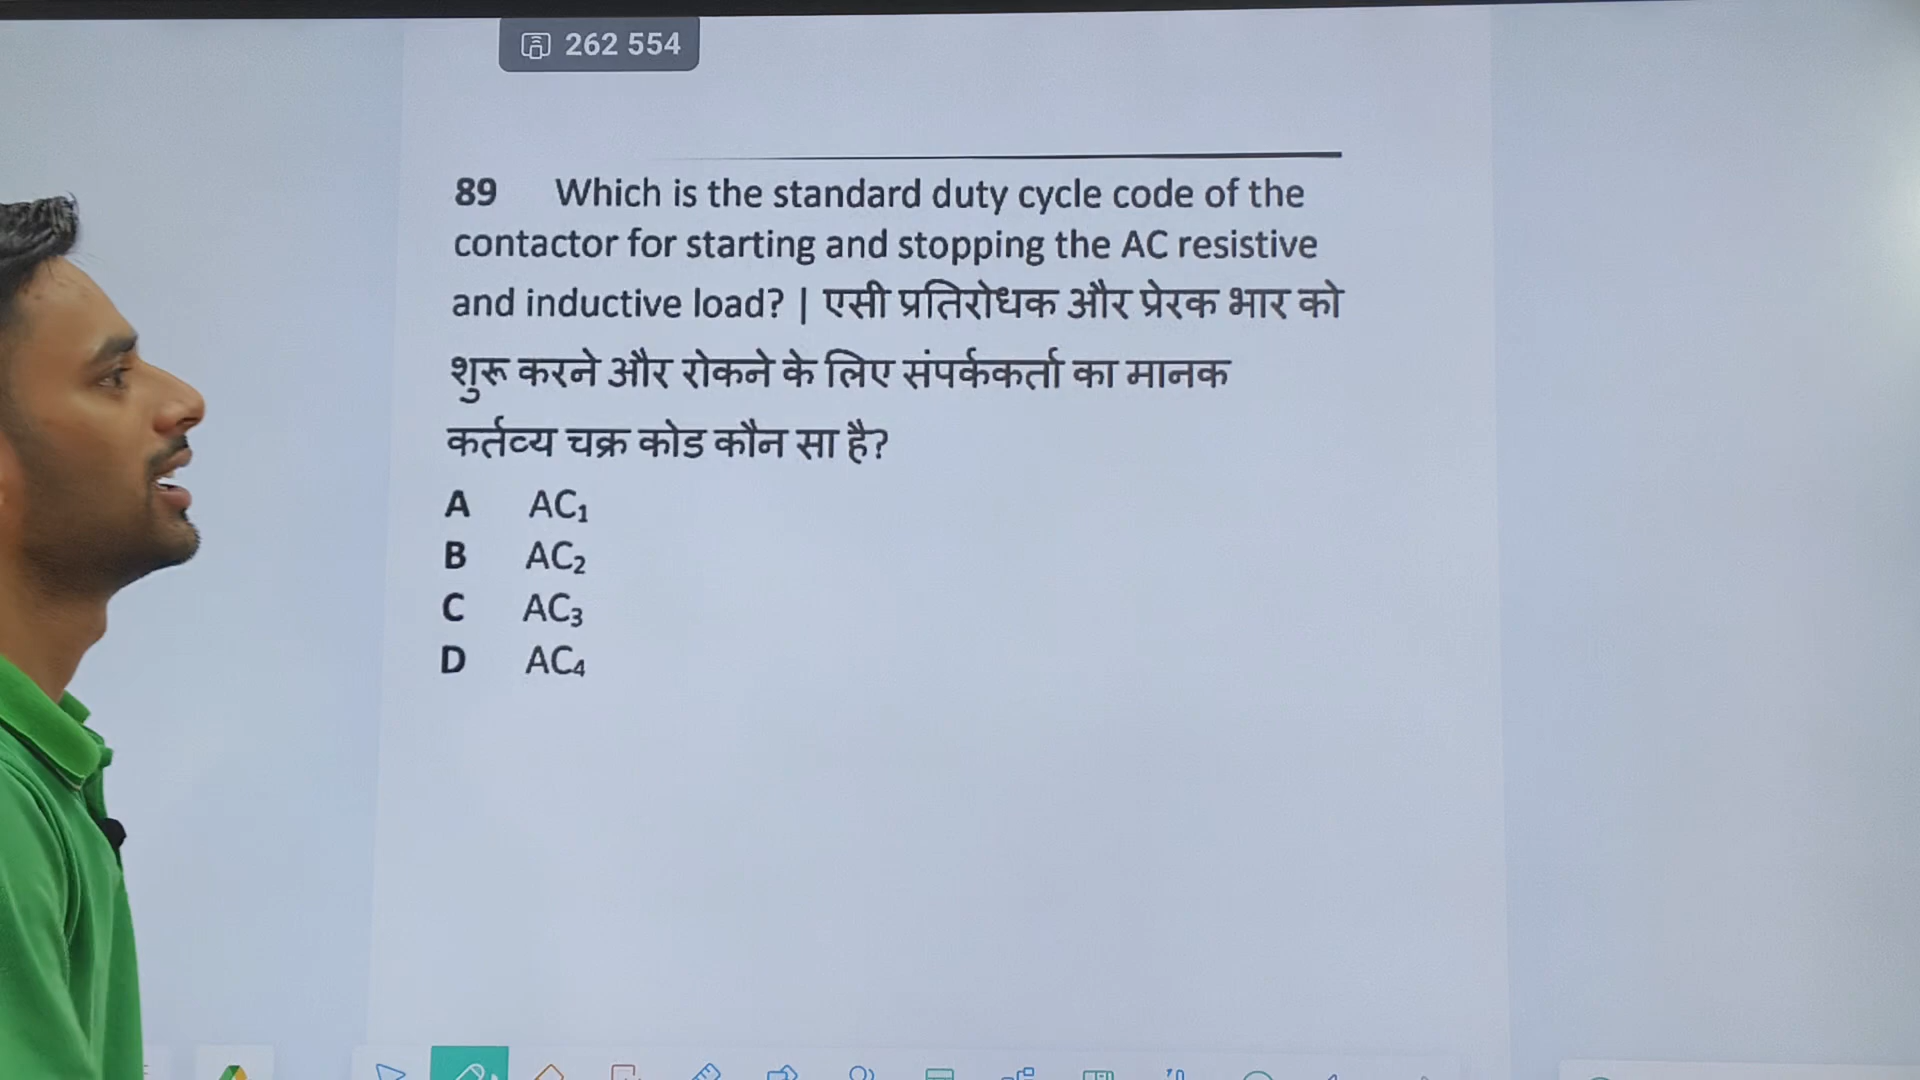 262 554
89 Which is the standard duty cycle code of the
contactor for starting and stopping the AC resistive
and inductive load? | एसी प्रतिरोधक और प्रेरक भार को
शुरू करने और रोकने के लिए संपर्ककर्ता का मानक
कर्तव्य चक्र कोड कौन सा है?
A AC₁
B AC₂
C AC₃
D AC₄